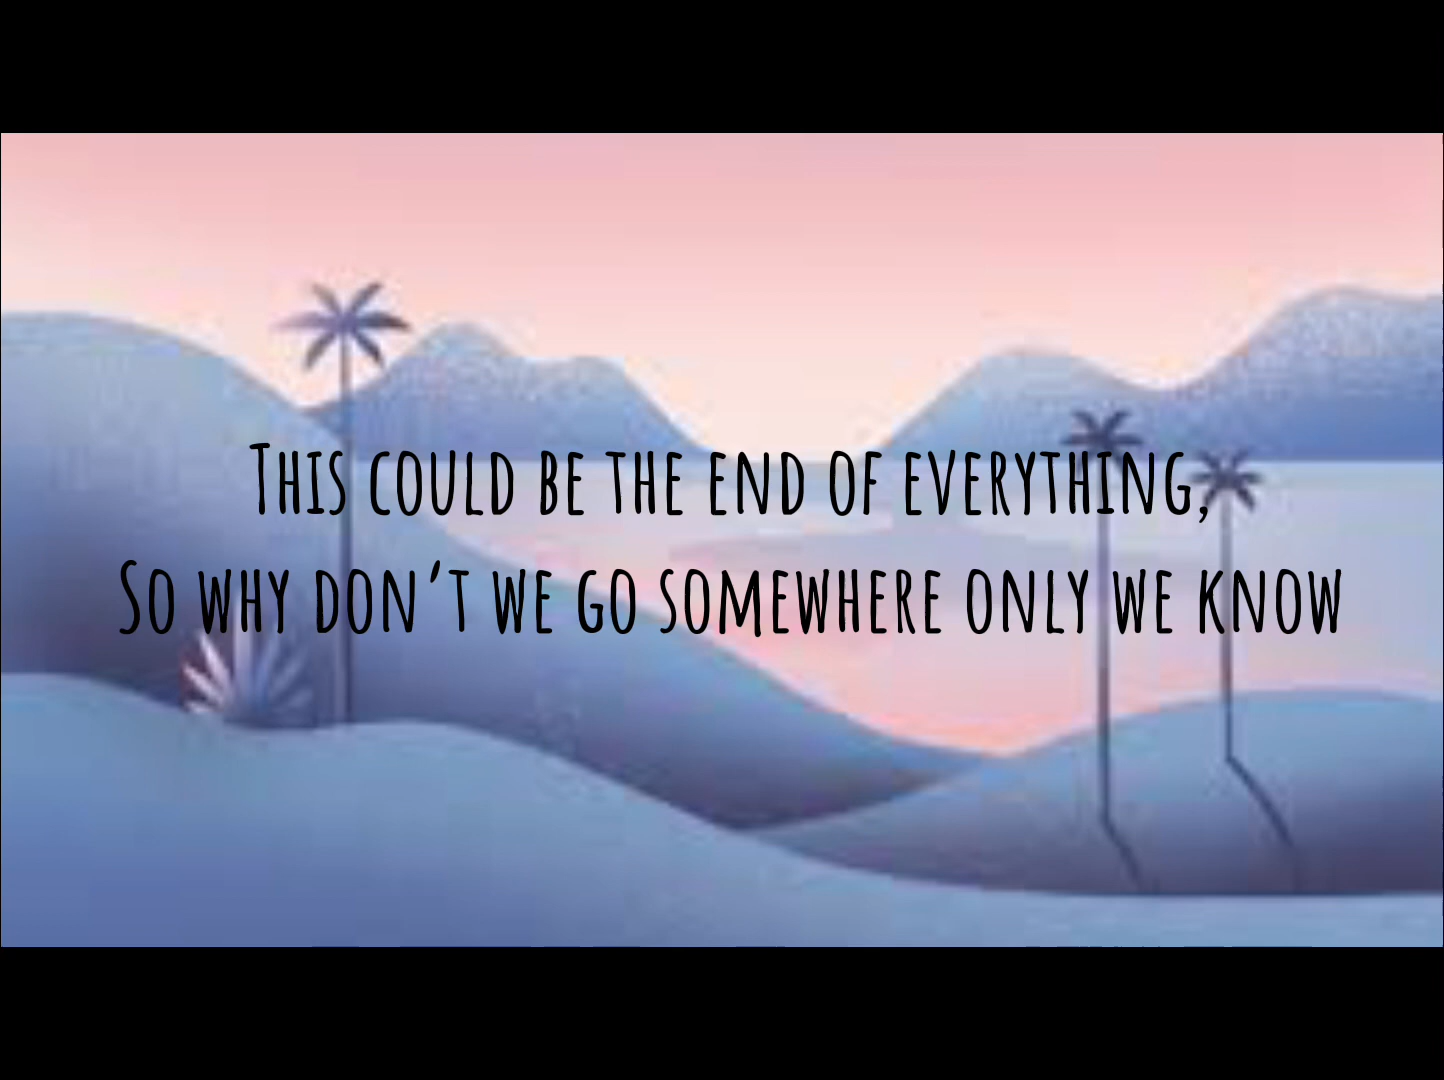 This could be the end of everything,
So why don't we go somewhere only we know